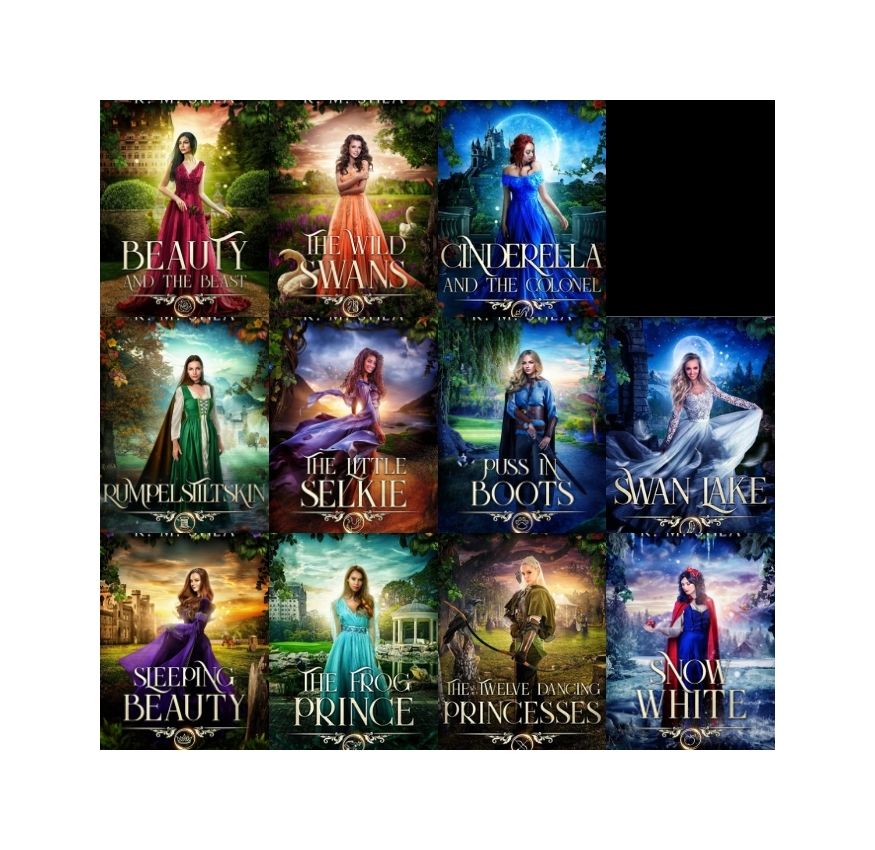 BEAUTY
AND THE BEAST
THE WILD
SWANS
CINDERELLA
AND THE COLONEL
RUMPELSTILTSKIN
THE LITTLE
SELKIE
PUSS IN
BOOTS
SWAN LAKE
SLEEPING
BEAUTY
THE FROG
PRINCE
THE TWELVE DANCING
PRINCESSES
SNOW
WHITE